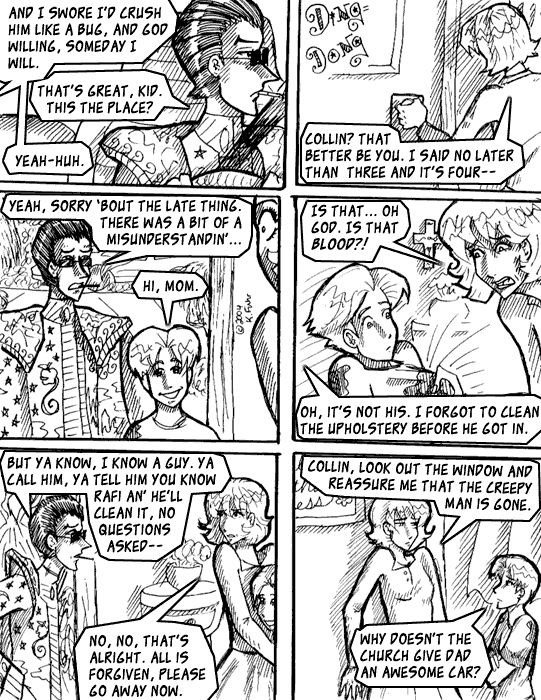 AND I SWORE I'D CRUSH
HIM LIKE A BUG, AND GOD
WILLING, SOMEDAY I
WILL.
THAT'S GREAT, KID.
THIS THE PLACE?
YEAH-HUH.
DING=
DONG
COLLIN? THAT
BETTER BE YOU. I SAID NO LATER
THAN THREE AND IT'S FOUR--
YEAH, SORRY 'BOUT THE LATE THING.
THERE WAS A BIT OF A
MISUNDERSTANDIN'...
HI, MOM.
©2004
K. Fuhr
IS THAT... OH
GOD. IS THAT
BLOOD?!
OH, IT'S NOT HIS. I FORGOT TO CLEAN
THE UPHOLSTERY BEFORE HE GOT IN.
BUT YA KNOW, I KNOW A GUY. YA
CALL HIM, YA TELL HIM YOU KNOW
RAFI AN' HE'LL
CLEAN IT, NO
QUESTIONS
ASKED--
NO, NO, THAT'S
ALRIGHT. ALL IS
FORGIVEN, PLEASE
GO AWAY NOW.
COLLIN, LOOK OUT THE WINDOW AND
REASSURE ME THAT THE CREEPY
MAN IS GONE.
WHY DOESN'T THE
CHURCH GIVE DAD
AN AWESOME CAR?